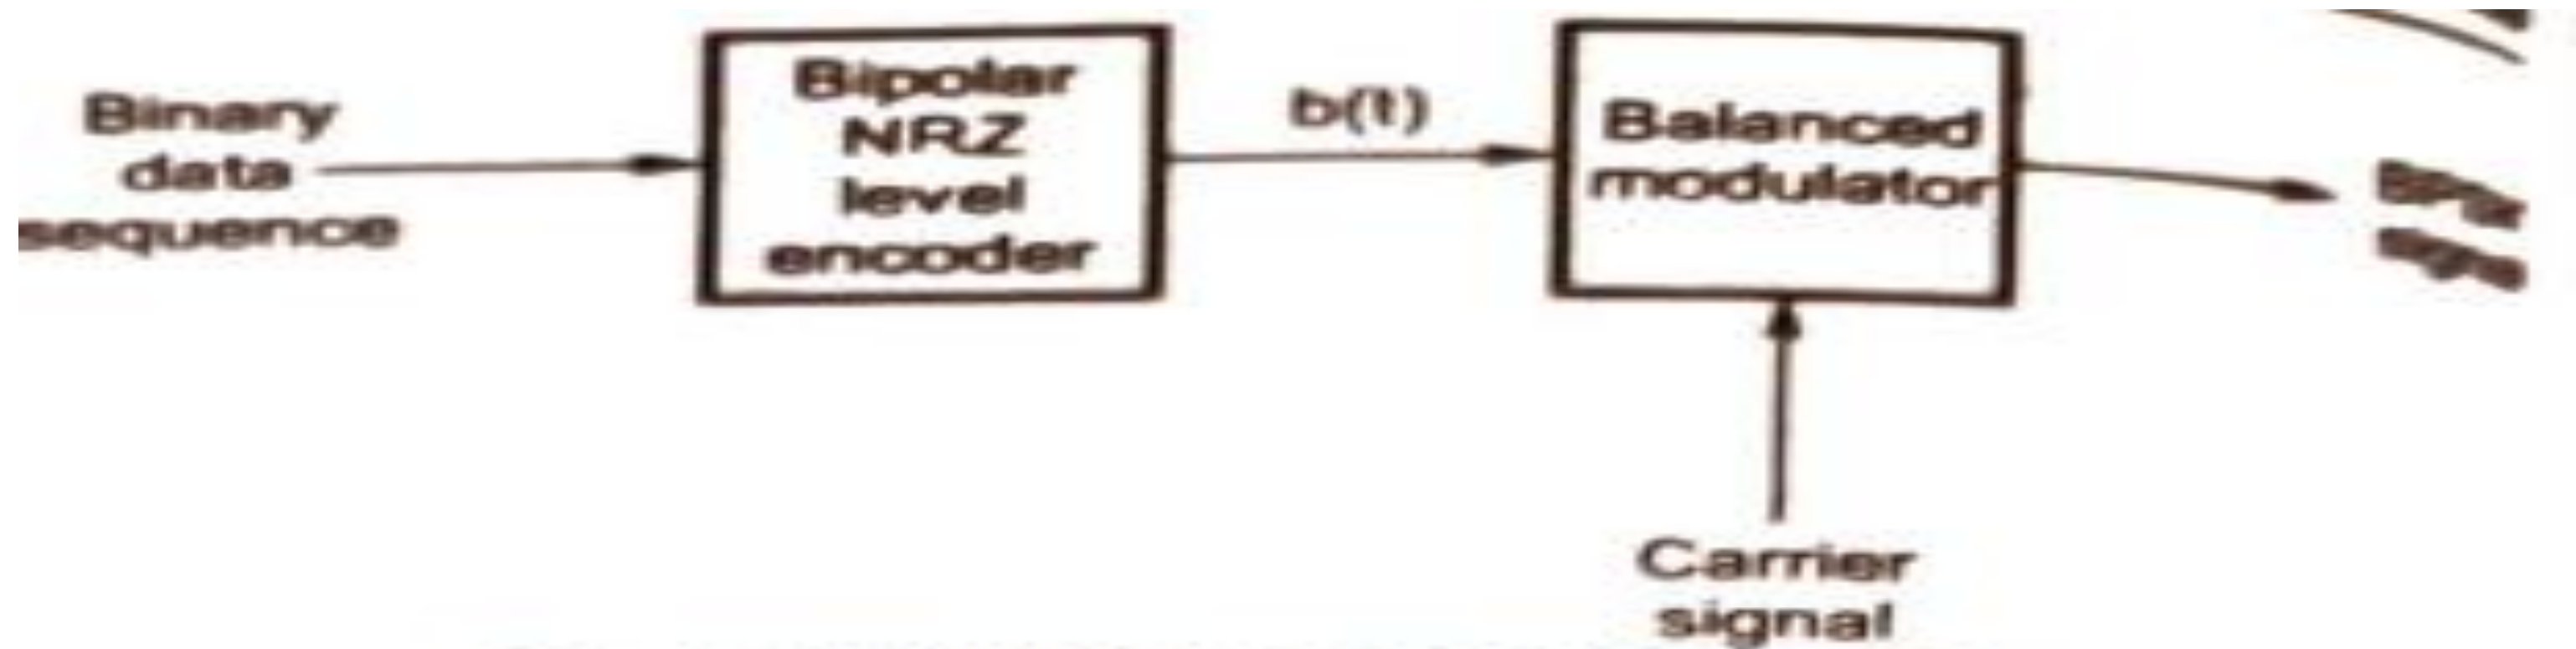 Binary
data
sequence
Bipolar
NRZ
level
encoder
b(t)
Balanced
modulator
Carrier
signal